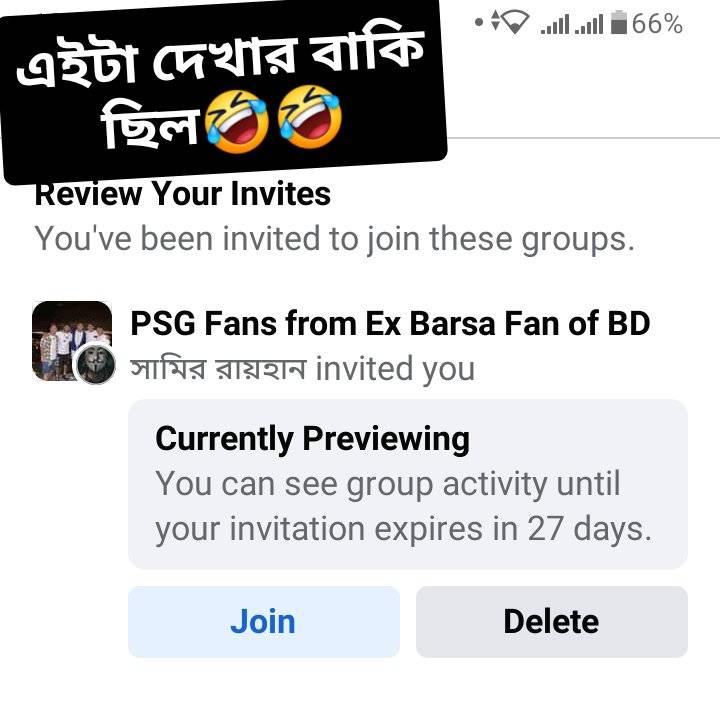 66%
এইটা দেখার বাকি
ছিল🤣🤣
Review Your Invites
You've been invited to join these groups.
PSG Fans from Ex Barsa Fan of BD
সামির রায়হান invited you
Currently Previewing
You can see group activity until
your invitation expires in 27 days.
Join
Delete